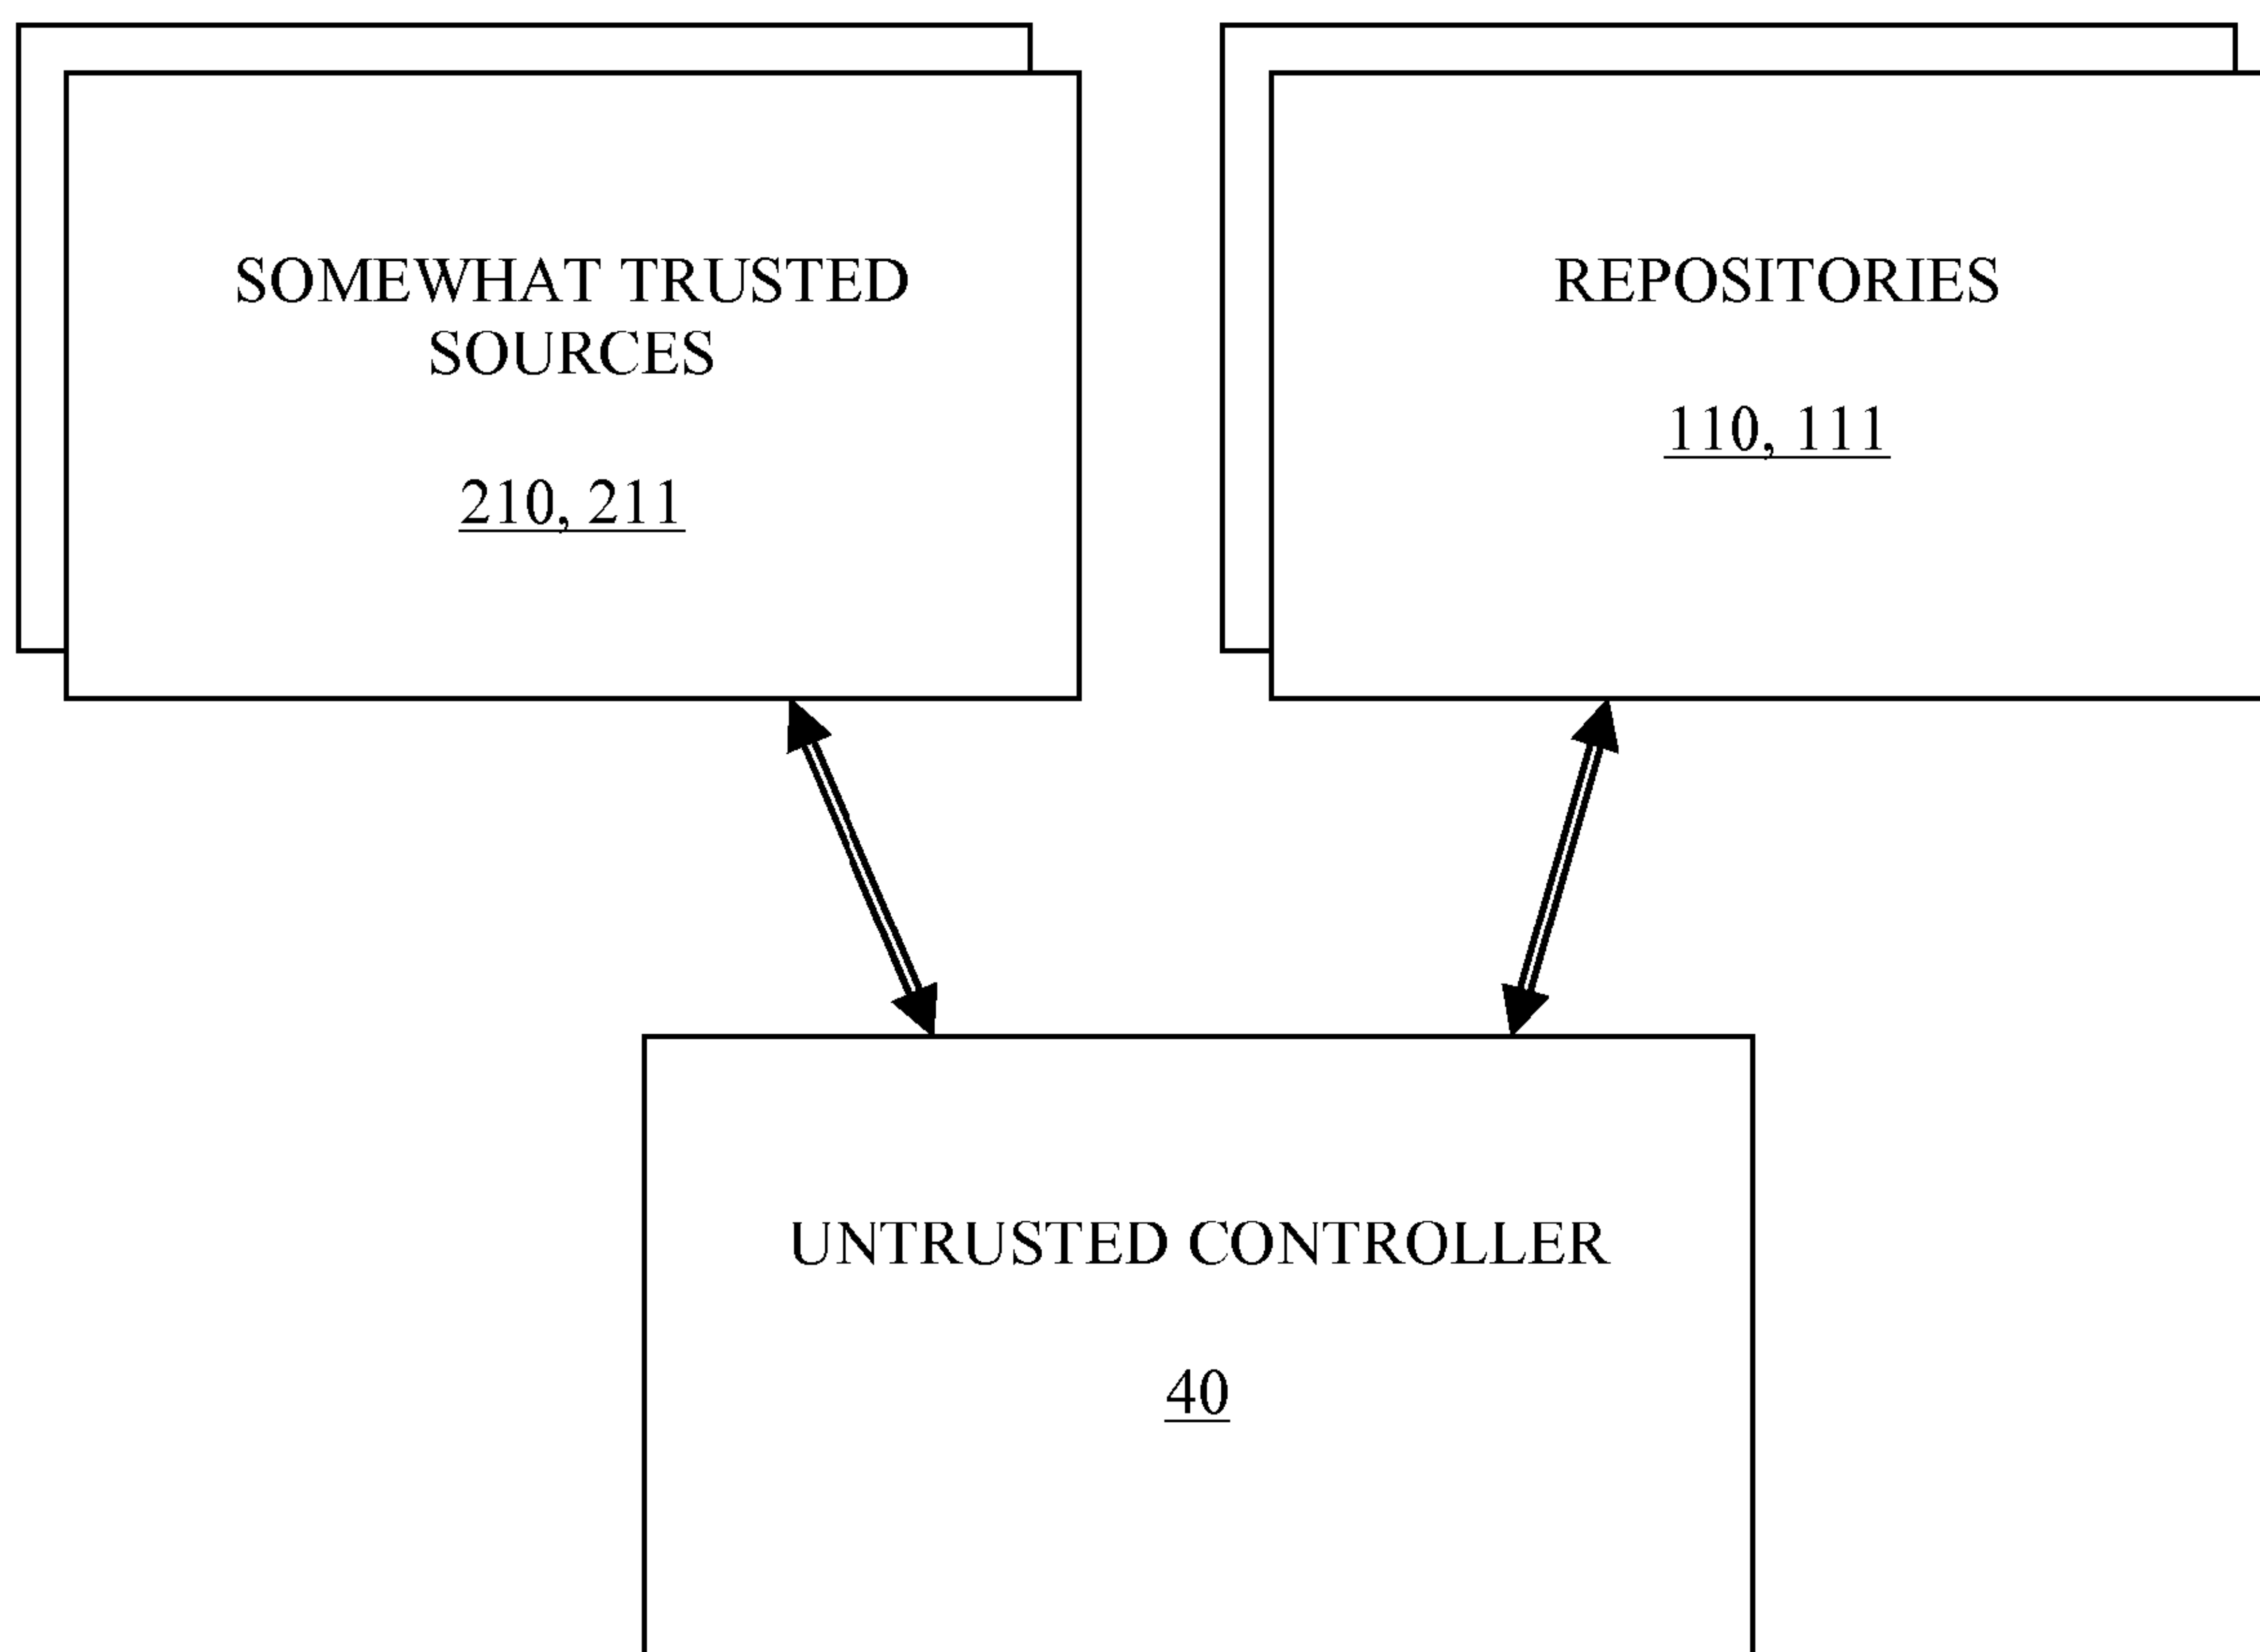 SOMEWHAT TRUSTED
SOURCES
210, 211
REPOSITORIES
110, 111
UNTRUSTED CONTROLLER
40